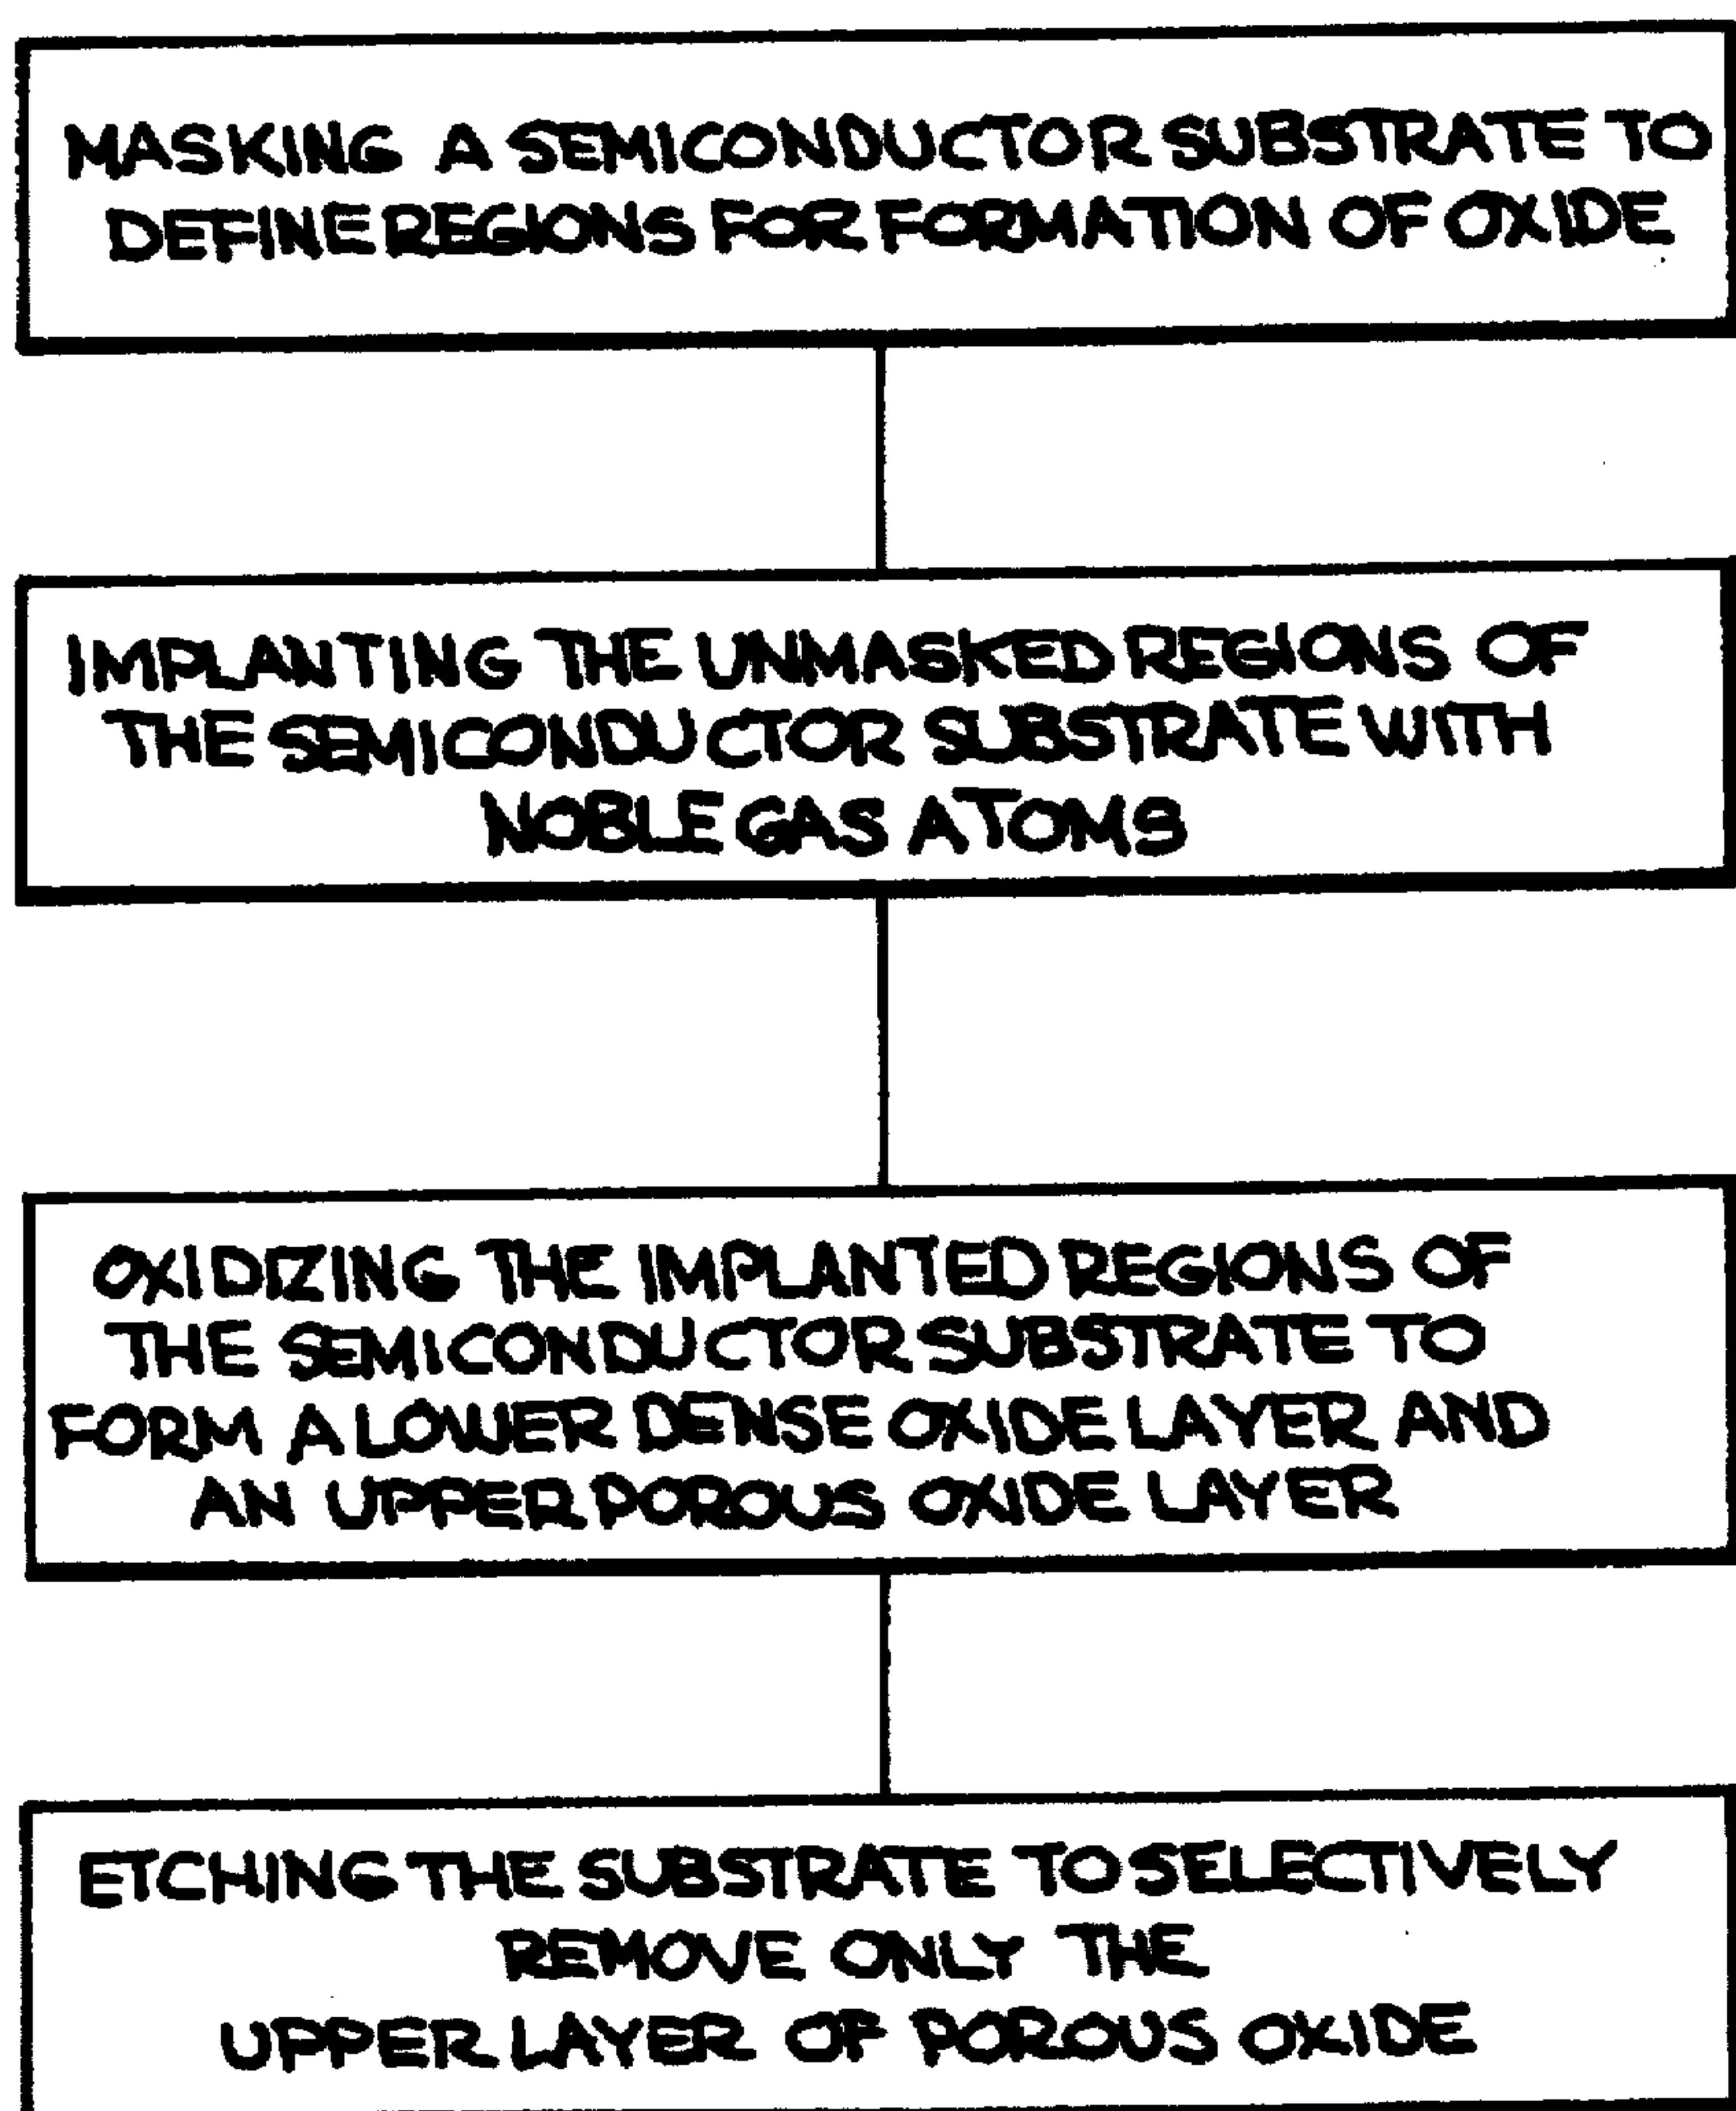 MASKING A SEMICONDUCTOR SUBSTRATE TO
DEFINE REGIONS FOR FORMATION OF OXIDE
IMPLANTING THE UNMASKED REGIONS OF
THE SEMICONDUCTOR SUBSTRATE WITH
NOBLE GAS ATOMS
OXIDIZING THE IMPLANTED REGIONS OF
THE SEMICONDUCTOR SUBSTRATE TO
FORM A LOWER DENSE OXIDE LAYER AND
AN UPPER POROUS OXIDE LAYER
ETCHING THE SUBSTRATE TO SELECTIVELY
REMOVE ONLY THE
UPPER LAYER OF POROUS OXIDE